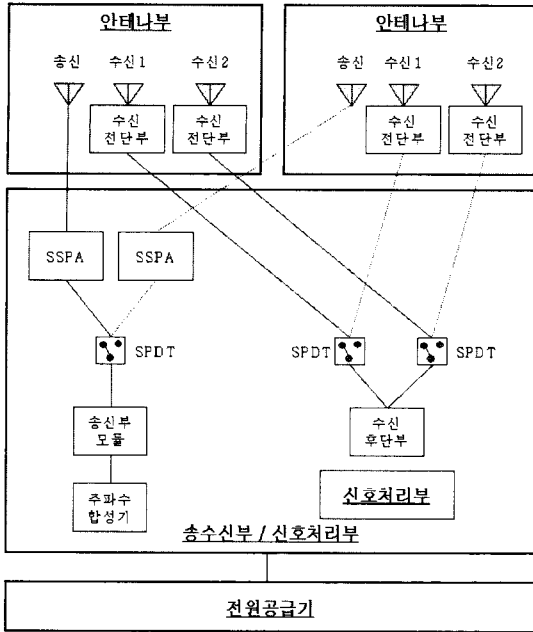 안테나부
안테나부
송신
수신1
수신2
송신
수신1
수신2
수신
전단부
수신
전단부
수신
전단부
수신
전단부
SSPA
SSPA
SPDT
SPDT
SPDT
송신부
모듈
수신
후단부
주파수
합성기
신호처리부
송수신부 / 신호처리부
전원공급기